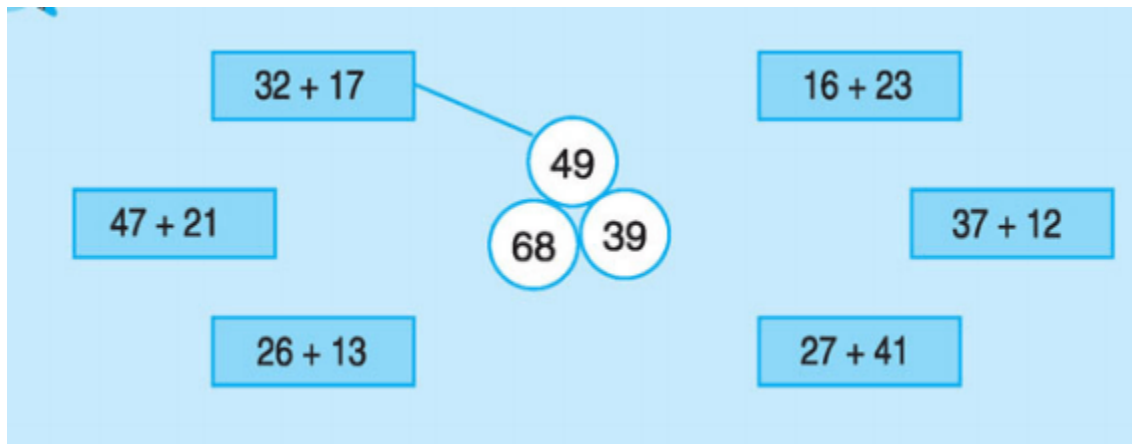 32 + 17
16 + 23
49
47 + 21
68
39
37 + 12
26 + 13
27 + 41